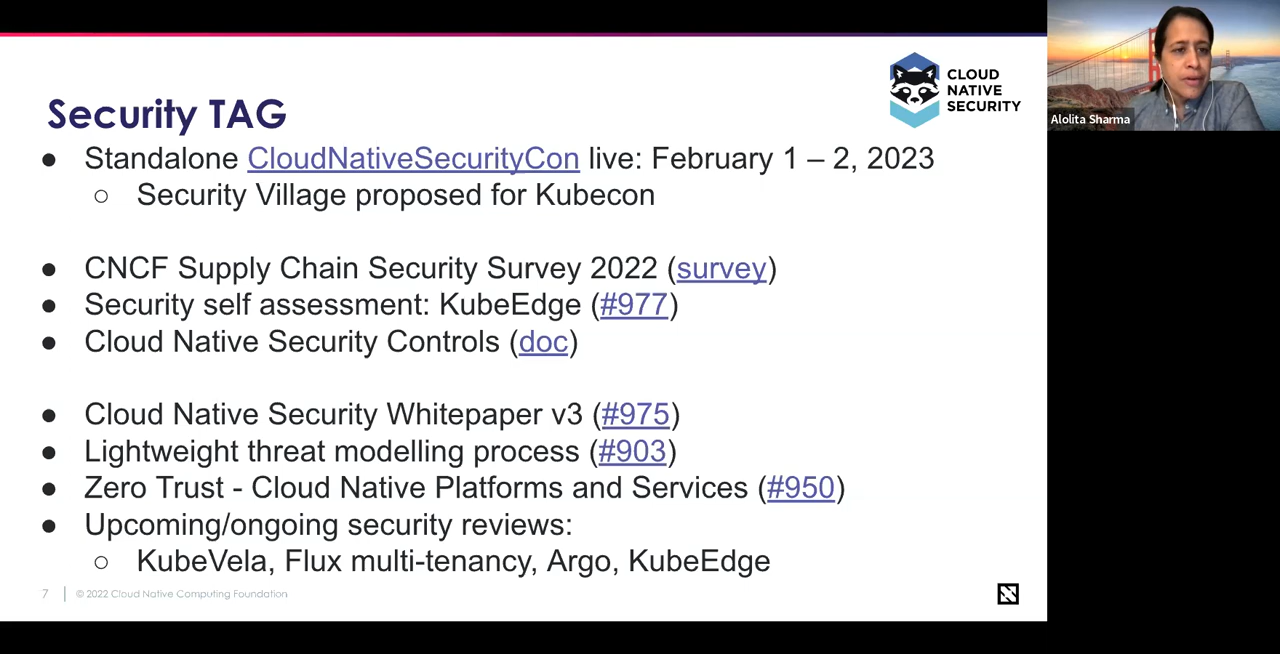 Security TAG
CLOUD
NATIVE
SECURITY
Alolita Sharma
● Standalone CloudNativeSecurityCon live: February 1 – 2, 2023
○ Security Village proposed for Kubecon
● CNCF Supply Chain Security Survey 2022 (survey)
● Security self assessment: KubeEdge (#977)
● Cloud Native Security Controls (doc)
● Cloud Native Security Whitepaper v3 (#975)
● Lightweight threat modelling process (#903)
● Zero Trust - Cloud Native Platforms and Services (#950)
● Upcoming/ongoing security reviews:
○ KubeVela, Flux multi-tenancy, Argo, KubeEdge
7 | © 2022 Cloud Native Computing Foundation